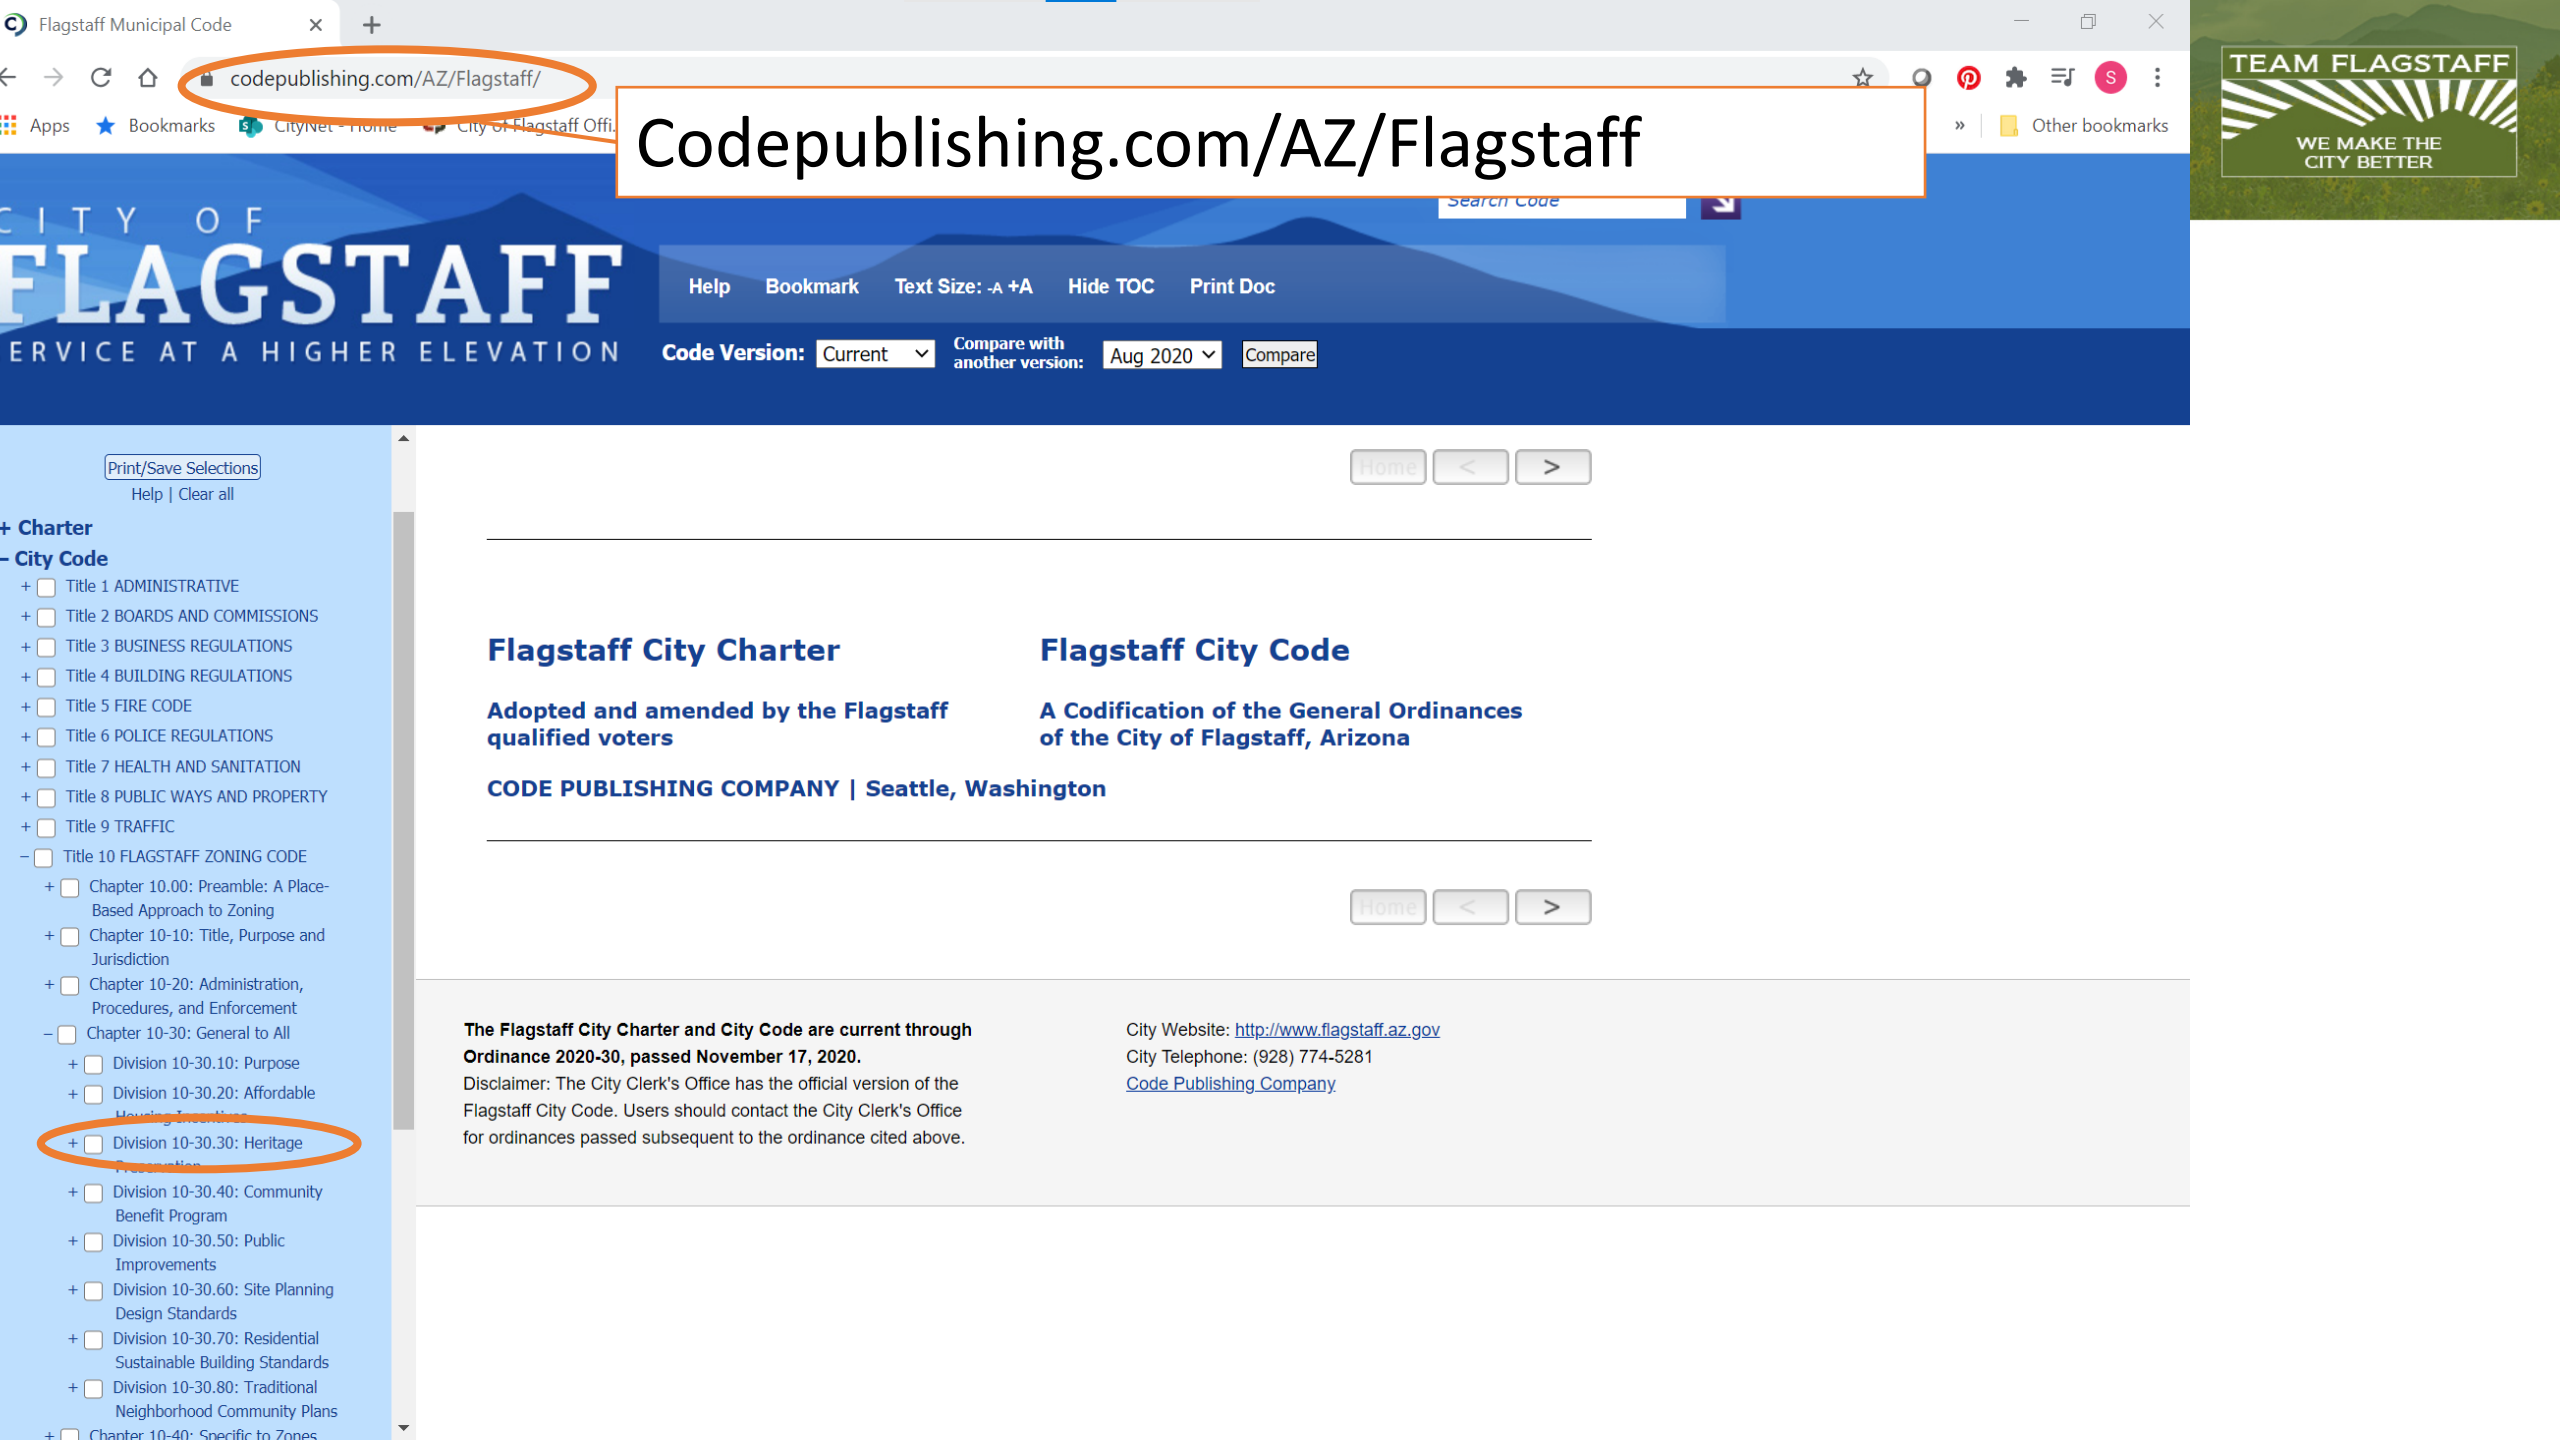 Flagstaff Municipal Code
codepublishing.com/AZ/Flagstaff/
Apps
Bookmarks
CityNet - Home
City of Flagstaff Offi...
Other bookmarks
Codepublishing.com/AZ/Flagstaff
TEAM FLAGSTAFF
WE MAKE THE
CITY BETTER
CITY OF
FLAGSTAFF
ERVICE AT A HIGHER ELEVATION
Search Code
Help Bookmark Text Size: -A +A Hide TOC Print Doc
Code Version: Current
Compare with
another version:
Aug 2020
Compare
Print/Save Selections
Help | Clear all
+ Charter
– City Code
+ Title 1 ADMINISTRATIVE
+ Title 2 BOARDS AND COMMISSIONS
+ Title 3 BUSINESS REGULATIONS
+ Title 4 BUILDING REGULATIONS
+ Title 5 FIRE CODE
+ Title 6 POLICE REGULATIONS
+ Title 7 HEALTH AND SANITATION
+ Title 8 PUBLIC WAYS AND PROPERTY
+ Title 9 TRAFFIC
– Title 10 FLAGSTAFF ZONING CODE
+ Chapter 10.00: Preamble: A Place-
Based Approach to Zoning
+ Chapter 10-10: Title, Purpose and
Jurisdiction
+ Chapter 10-20: Administration,
Procedures, and Enforcement
– Chapter 10-30: General to All
+ Division 10-30.10: Purpose
+ Division 10-30.20: Affordable
Housing Incentives
+ Division 10-30.30: Heritage
Preservation
+ Division 10-30.40: Community
Benefit Program
+ Division 10-30.50: Public
Improvements
+ Division 10-30.60: Site Planning
Design Standards
+ Division 10-30.70: Residential
Sustainable Building Standards
+ Division 10-30.80: Traditional
Neighborhood Community Plans
+ Chapter 10-40: Specific to Zones
Home < >
Flagstaff City Charter
Adopted and amended by the Flagstaff
qualified voters
Flagstaff City Code
A Codification of the General Ordinances
of the City of Flagstaff, Arizona
CODE PUBLISHING COMPANY | Seattle, Washington
Home < >
The Flagstaff City Charter and City Code are current through
Ordinance 2020-30, passed November 17, 2020.
Disclaimer: The City Clerk's Office has the official version of the
Flagstaff City Code. Users should contact the City Clerk's Office
for ordinances passed subsequent to the ordinance cited above.
City Website: http://www.flagstaff.az.gov
City Telephone: (928) 774-5281
Code Publishing Company